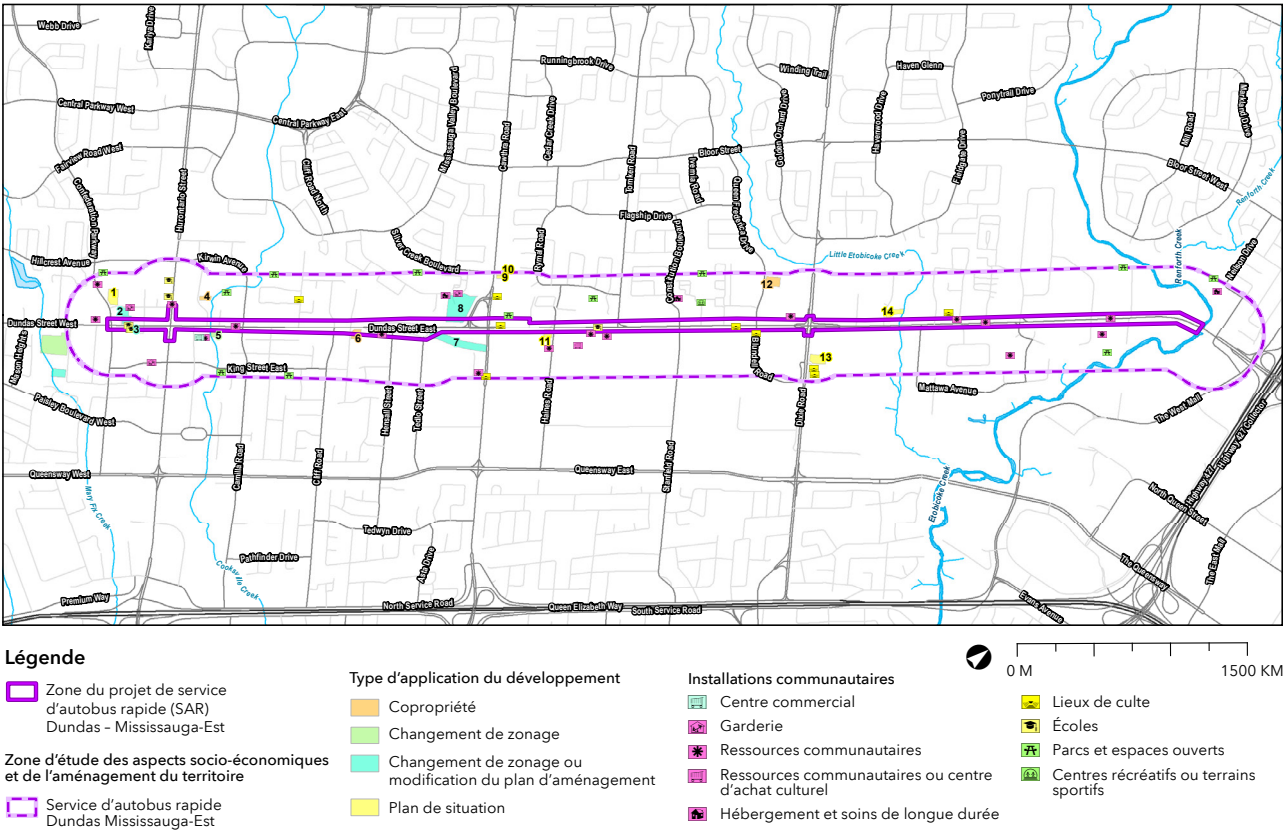 Webb Drive
Kariya Drive
Central Parkway West
Fairview Road West
Confederation Parkway
Hurontario Street
Central Parkway East
Cliff Road North
Mississauga Valley Boulevard
Cawthra Road
Runningbrook Drive
Cedar Creek Drive
Tomken Road
Bloor Street
Winding Trail
Golden Orchard Drive
Haven Glenn
Havenwood Drive
Ponytrail Drive
Fieldgate Drive
Mill Road
Markland Drive
Bloor Street West
Renforth Creek
Flagship Drive
Silver Creek Boulevard
Kirwin Avenue
Hillcrest Avenue
Little Etobicoke Creek
Renforth Creek
10
9
12
1
4
2
8
14
Dundas Street West
3
Dundas Street East
5
6
7
11
13
King Street East
Mattawa Avenue
The West Mall
Paisley Boulevard West
Hensall Street
Tedlo Street
Haines Road
Stanfield Road
Dixie Road
Highway 427 Collector
Highway 427
Queensway West
Camilla Road
Cliff Road
Queensway East
Mary Fix Creek
Etobicoke Creek
North Queen Street
Tedwyn Drive
Pathfinder Drive
Cooksville Creek
The Queensway
The East Mall
Premium Way
North Service Road
Queen Elizabeth Way
South Service Road
Evans Avenue
Légende
Zone du projet de service
d'autobus rapide (SAR)
Dundas – Mississauga-Est
Zone d'étude des aspects socio-économiques
et de l'aménagement du territoire
Service d'autobus rapide
Dundas Mississauga-Est
Type d'application du développement
Copropriété
Changement de zonage
Changement de zonage ou
modification du plan d'aménagement
Plan de situation
Installations communautaires
Centre commercial
Garderie
Ressources communautaires
Ressources communautaires ou centre
d'achat culturel
Hébergement et soins de longue durée
Lieux de culte
Écoles
Parcs et espaces ouverts
Centres récréatifs ou terrains
sportifs
0 M
1500 KM